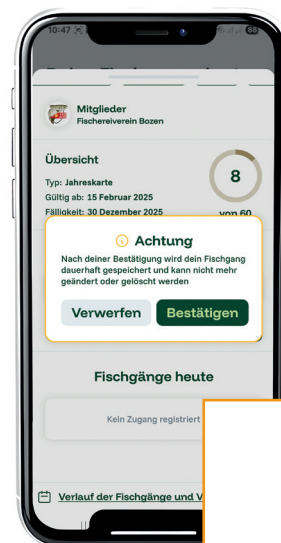 10:47
88
Mitglieder
Fischereiverein Bozen
Übersicht
Typ: Jahreskarte
Gültig ab: 15 Februar 2025
Fälligkeit: 30 Dezember 2025
8
von 60
Achtung
Nach deiner Bestätigung wird dein Fischgang
dauerhaft gespeichert und kann nicht mehr
geändert oder gelöscht werden
Verwerfen Bestätigen
Fischgänge heute
Kein Zugang registriert
Verlauf der Fischgänge und V